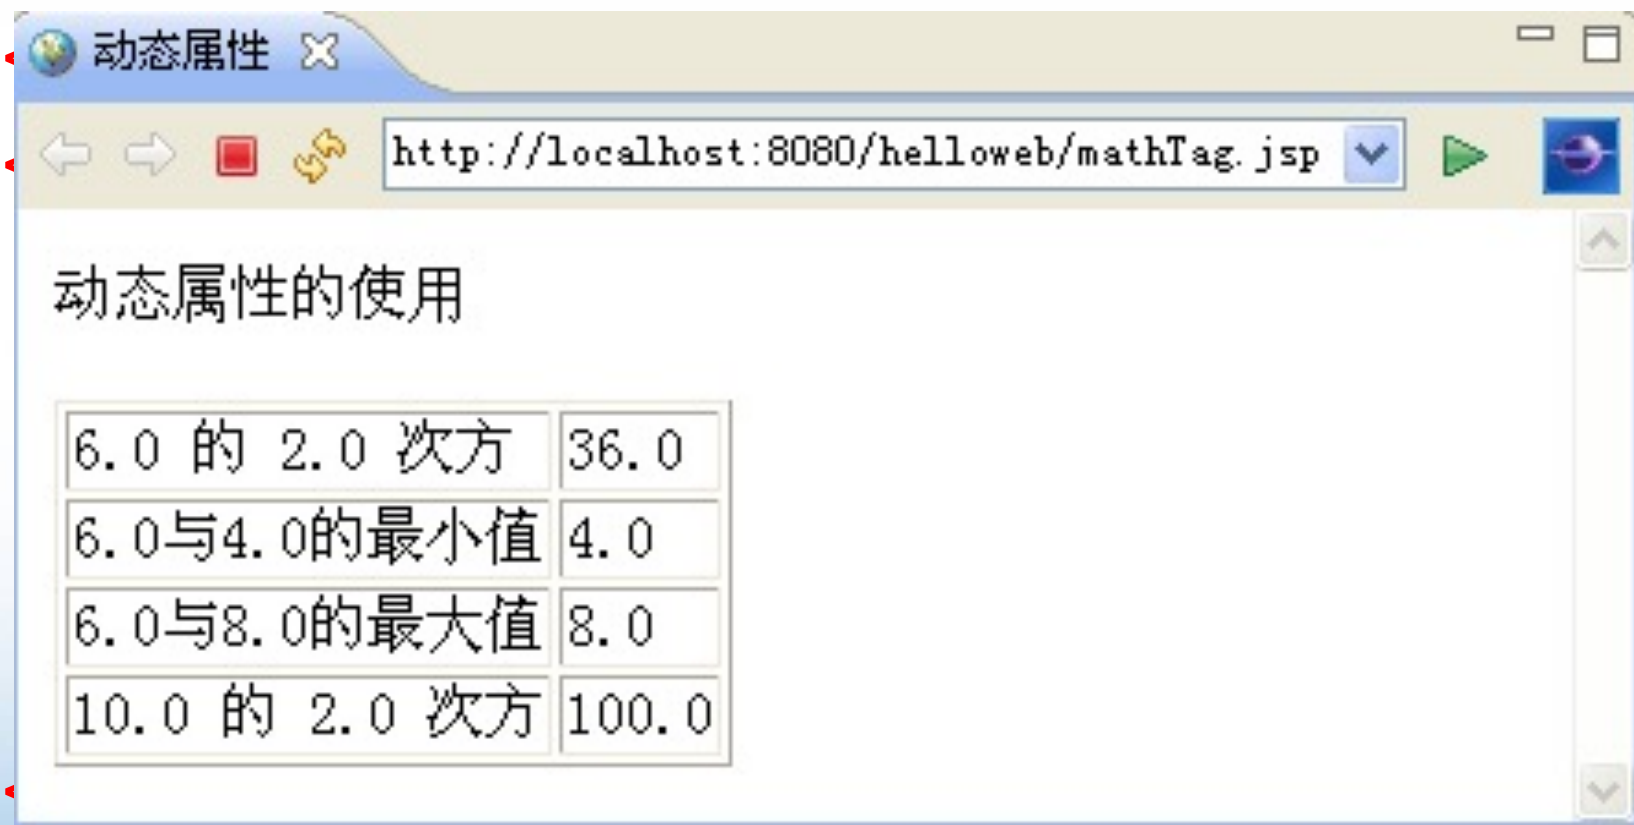 动态属性
http://localhost:8080/helloweb/mathTag.jsp
动态属性的使用
6.0 的 2.0 次方 36.0
6.0与4.0的最小值 4.0
6.0与8.0的最大值 8.0
10.0 的 2.0 次方 100.0